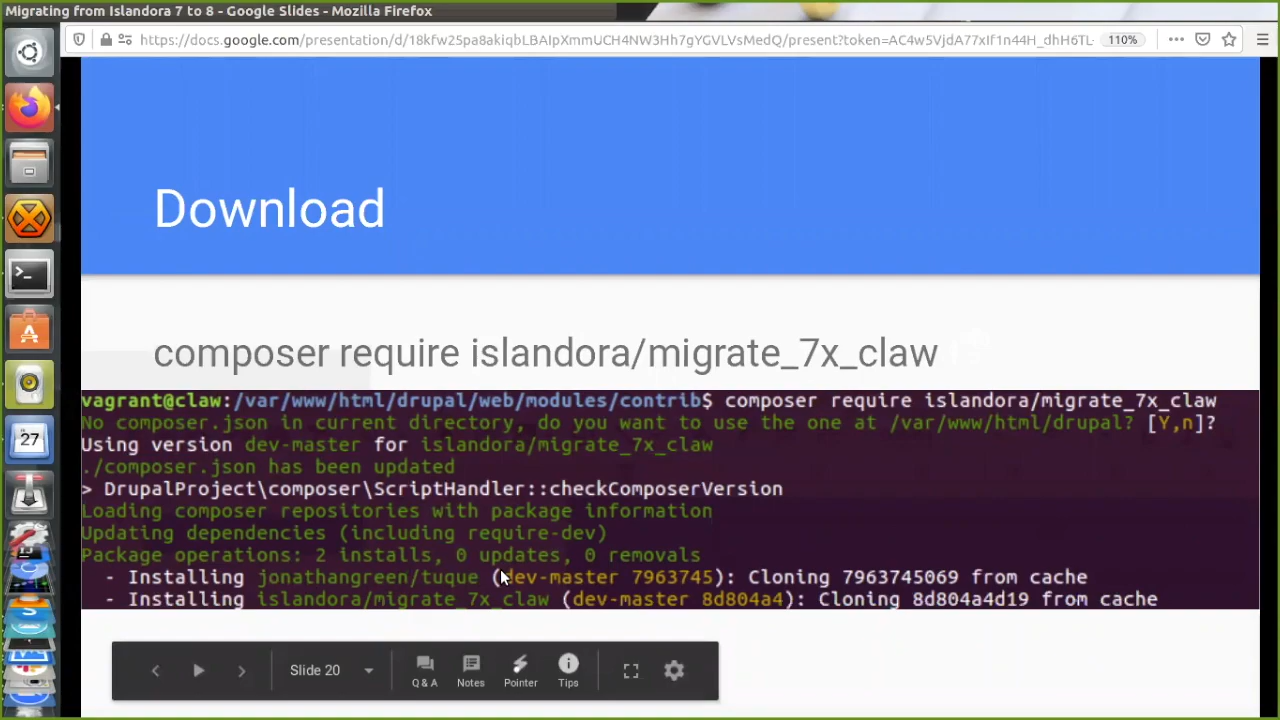 Migrating from Islandora 7 to 8 - Google Slides - Mozilla Firefox
https://docs.google.com/presentation/d/18kfw25pa8akiqbLBAIpXmmUCH4NW3Hh7gYGVLVsMedQ/present?token=AC4w5VjdA77xIf1n44H_dhH6TL-
110%
Download
composer require islandora/migrate_7x_claw
vagrant@claw:/var/www/html/drupal/web/modules/contrib$ composer require islandora/migrate_7x_claw
No composer.json in current directory, do you want to use the one at /var/www/html/drupal? [Y,n]?
Using version dev-master for islandora/migrate_7x_claw
./composer.json has been updated
> DrupalProject\composer\ScriptHandler::checkComposerVersion
Loading composer repositories with package information
Updating dependencies (including require-dev)
Package operations: 2 installs, 0 updates, 0 removals
- Installing jonathangreen/tuque (dev-master 7963745): Cloning 7963745069 from cache
- Installing islandora/migrate_7x_claw (dev-master 8d804a4): Cloning 8d804a4d19 from cache
27
Slide 20
Q & A
Notes
Pointer
Tips